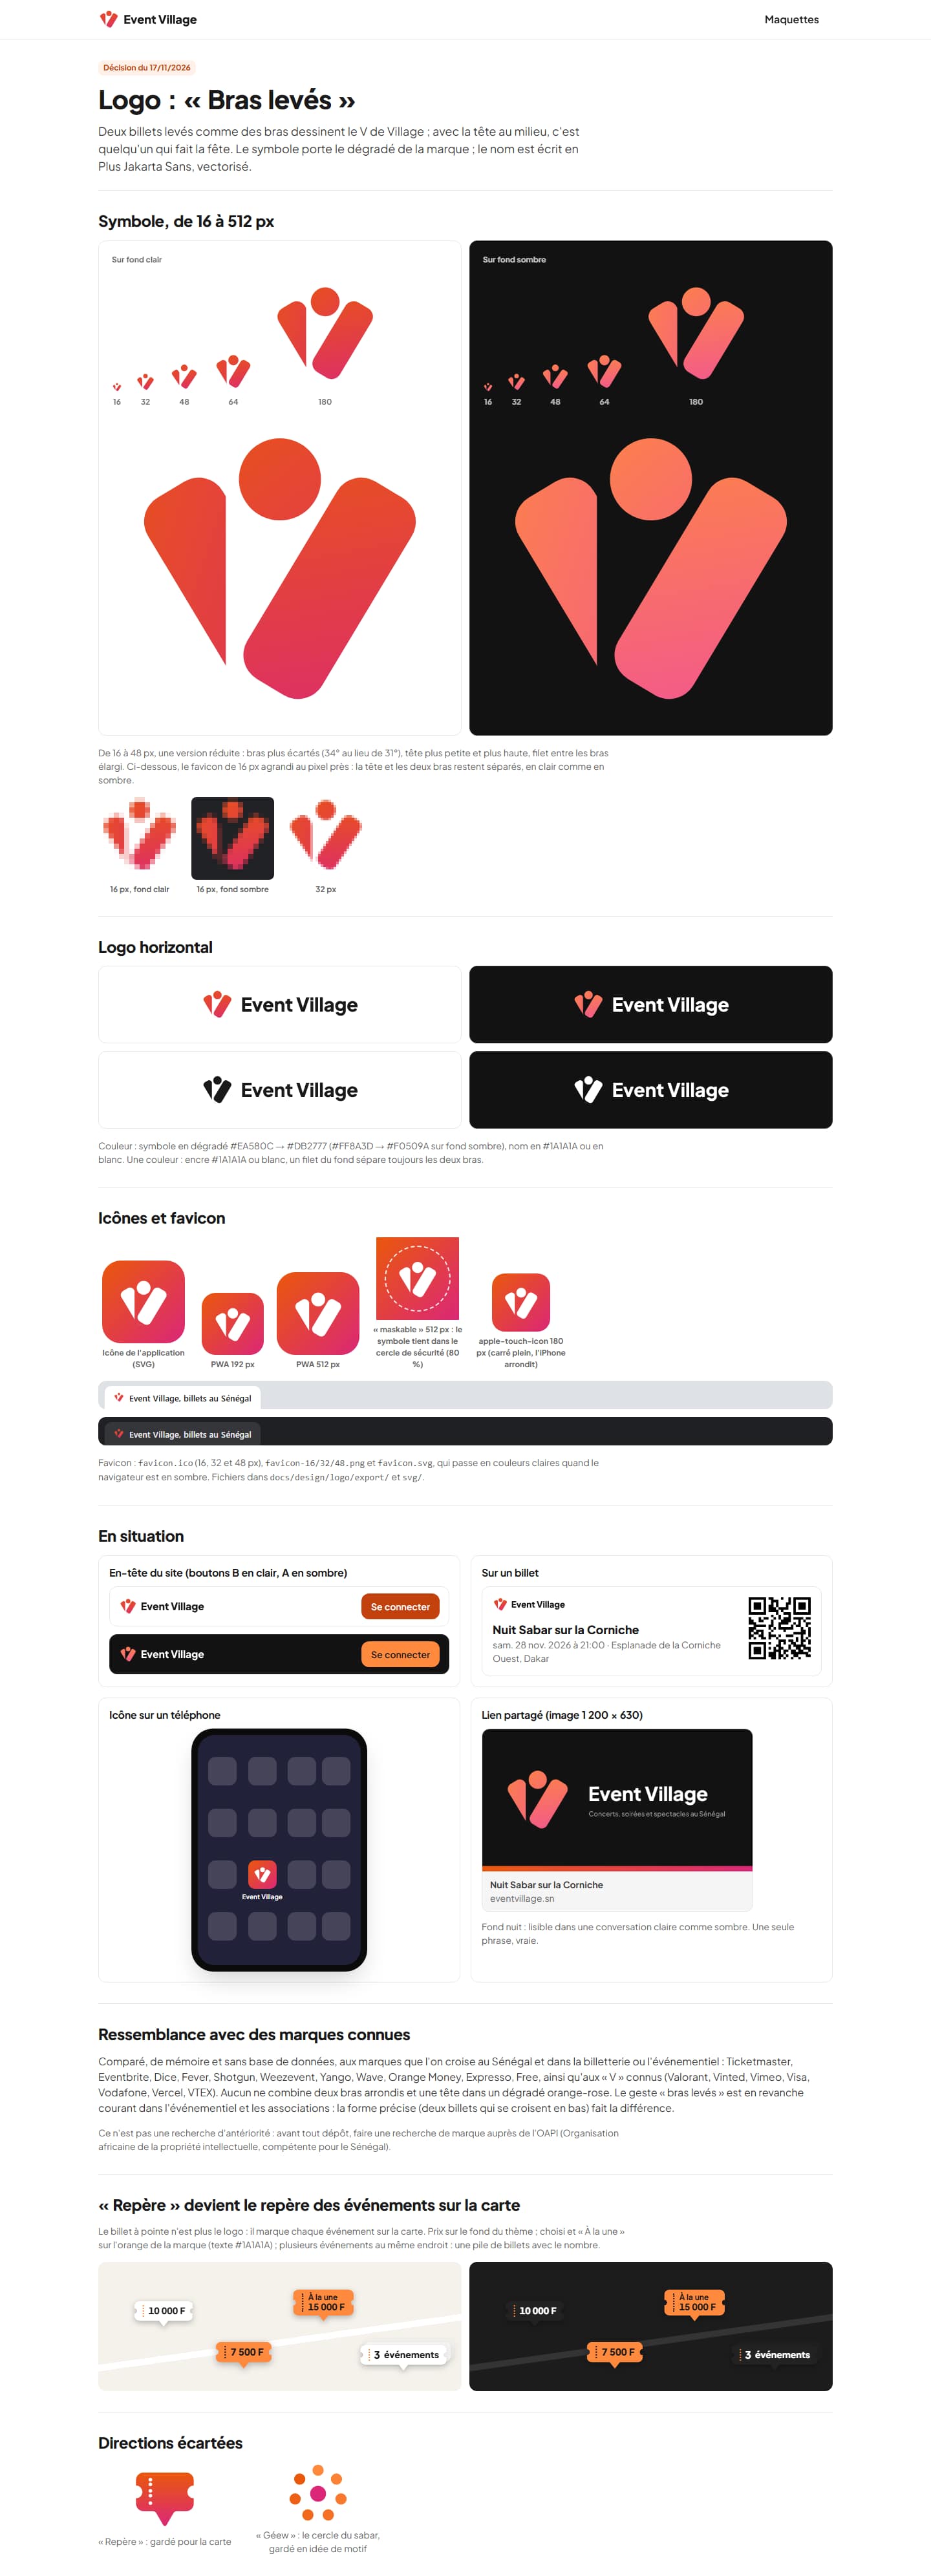 Event Village
Maquettes
Décision du 17/11/2026
Logo : « Bras levés »
Deux billets levés comme des bras dessinent le V de Village ; avec la tête au milieu, c'est
quelqu'un qui fait la fête. Le symbole porte le dégradé de la marque ; le nom est écrit en
Plus Jakarta Sans, vectorisé.
Symbole, de 16 à 512 px
Sur fond clair
16 32 48 64 180
Sur fond sombre
16 32 48 64 180
De 16 à 48 px, une version réduite : bras plus écartés (34° au lieu de 31°), tête plus petite et plus haute, filet entre les bras
élargi. Ci-dessous, le favicon de 16 px agrandi au pixel près : la tête et les deux bras restent séparés, en clair comme en
sombre.
16 px, fond clair
16 px, fond sombre
32 px
Logo horizontal
Event Village
Event Village
Event Village
Event Village
Couleur : symbole en dégradé #EA580C → #DB2777 (#FF8A3D → #F0509A sur fond sombre), nom en #1A1A1A ou en
blanc. Une couleur : encre #1A1A1A ou blanc, un filet du fond sépare toujours les deux bras.
Icônes et favicon
Icône de l'application
(SVG)
PWA 192 px
PWA 512 px
« maskable » 512 px : le
symbole tient dans le
cercle de sécurité (80
%)
apple-touch-icon 180
px (carré plein, l'iPhone
arrondit)
Event Village, billets au Sénégal
Event Village, billets au Sénégal
Favicon : favicon.ico (16, 32 et 48 px), favicon-16/32/48.png et favicon.svg, qui passe en couleurs claires quand le
navigateur est en sombre. Fichiers dans docs/design/logo/export/ et svg/.
En situation
En-tête du site (boutons B en clair, A en sombre)
Event Village
Se connecter
Event Village
Se connecter
Sur un billet
Event Village
Nuit Sabar sur la Corniche
sam. 28 nov. 2026 à 21:00 · Esplanade de la Corniche
Ouest, Dakar
Icône sur un téléphone
Event Village
Lien partagé (image 1 200 × 630)
Event Village
Concerts, soirées et spectacles au Sénégal
Nuit Sabar sur la Corniche
eventvillage.sn
Fond nuit : lisible dans une conversation claire comme sombre. Une seule
phrase, vraie.
Ressemblance avec des marques connues
Comparé, de mémoire et sans base de données, aux marques que l'on croise au Sénégal et dans la billetterie ou l'événementiel : Ticketmaster,
Eventbrite, Dice, Fever, Shotgun, Weezevent, Yango, Wave, Orange Money, Expresso, Free, ainsi qu'aux « V » connus (Valorant, Vinted, Vimeo, Visa,
Vodafone, Vercel, VTEX). Aucun ne combine deux bras arrondis et une tête dans un dégradé orange-rose. Le geste « bras levés » est en revanche
courant dans l'événementiel et les associations : la forme précise (deux billets qui se croisent en bas) fait la différence.
Ce n'est pas une recherche d'antériorité : avant tout dépôt, faire une recherche de marque auprès de l'OAPI (Organisation
africaine de la propriété intellectuelle, compétente pour le Sénégal).
« Repère » devient le repère des événements sur la carte
Le billet à pointe n'est plus le logo : il marque chaque événement sur la carte. Prix sur le fond du thème ; choisi et « À la une »
sur l'orange de la marque (texte #1A1A1A) ; plusieurs événements au même endroit : une pile de billets avec le nombre.
10 000 F
À la une
15 000 F
7 500 F
3 événements
10 000 F
À la une
15 000 F
7 500 F
3 événements
Directions écartées
« Repère » : gardé pour la carte
« Géew » : le cercle du sabar,
gardé en idée de motif